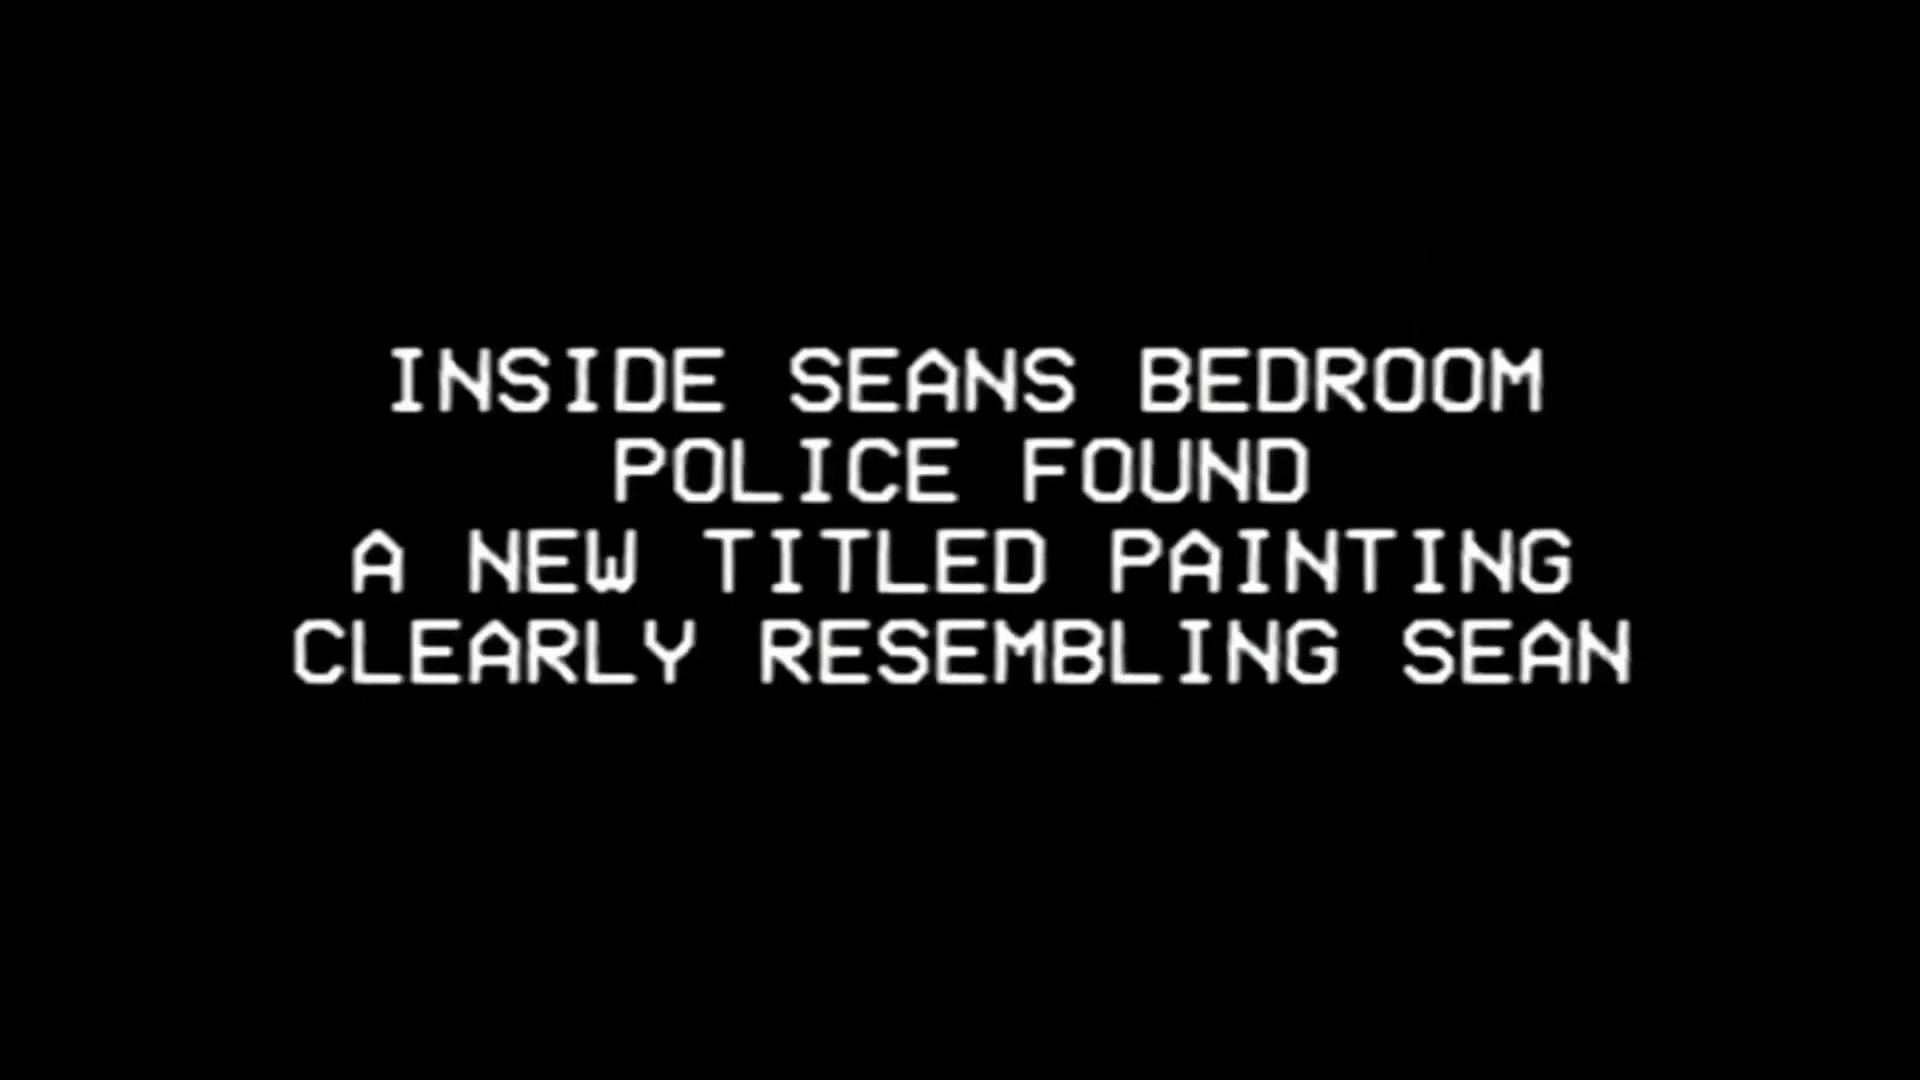 INSIDE SEANS BEDROOM
POLICE FOUND
A NEW TITLED PAINTING
CLEARLY RESEMBLING SEAN